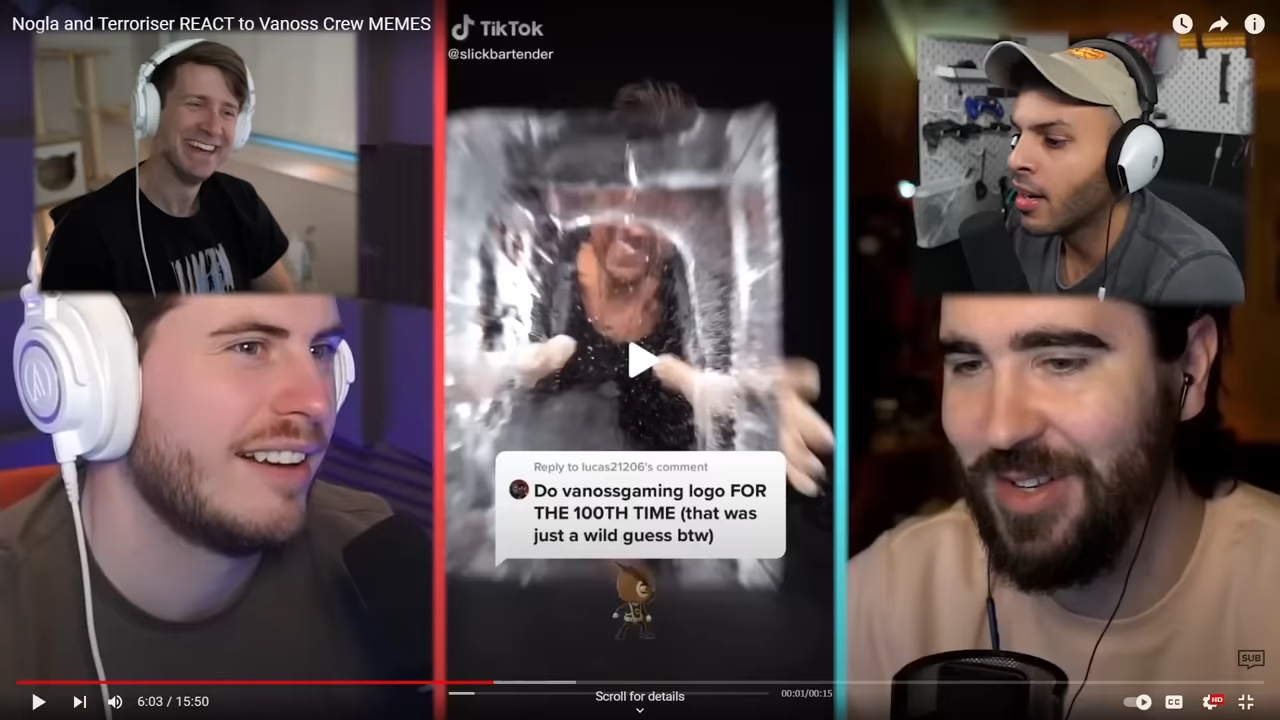 Nogla and Terroriser REACT to Vanoss Crew MEMES
TikTok
@slickbartender
Reply to lucas21206's comment
Do vanossgaming logo FOR
THE 100TH TIME (that was
just a wild guess btw)
SUB
00:01/00:15
6:03 / 15:50
Scroll for details
CC
HD